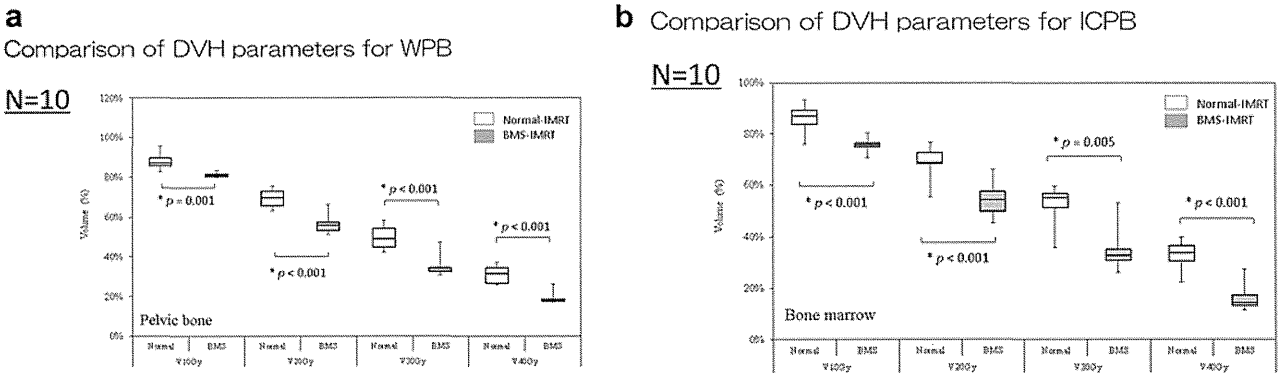 a
Comparison of DVH parameters for WPB
N=10
120%
100%
80%
60%
40%
20%
0%
Volume (%)
Normal-IMRT
BMS-IMRT
* p = 0.001
* p < 0.001
* p < 0.001
* p < 0.001
Pelvic bone
Normal BMS Normal BMS Normal BMS Normal BMS
V10Gy V20Gy V30Gy V40Gy
b
Comparison of DVH parameters for ICPB
N=10
100%
80%
60%
40%
20%
0%
Volume (%)
Normal-IMRT
BMS-IMRT
* p < 0.001
* p < 0.001
* p = 0.005
* p < 0.001
Bone marrow
Normal BMS Normal BMS Normal BMS Normal BMS
V10Gy V20Gy V30Gy V40Gy